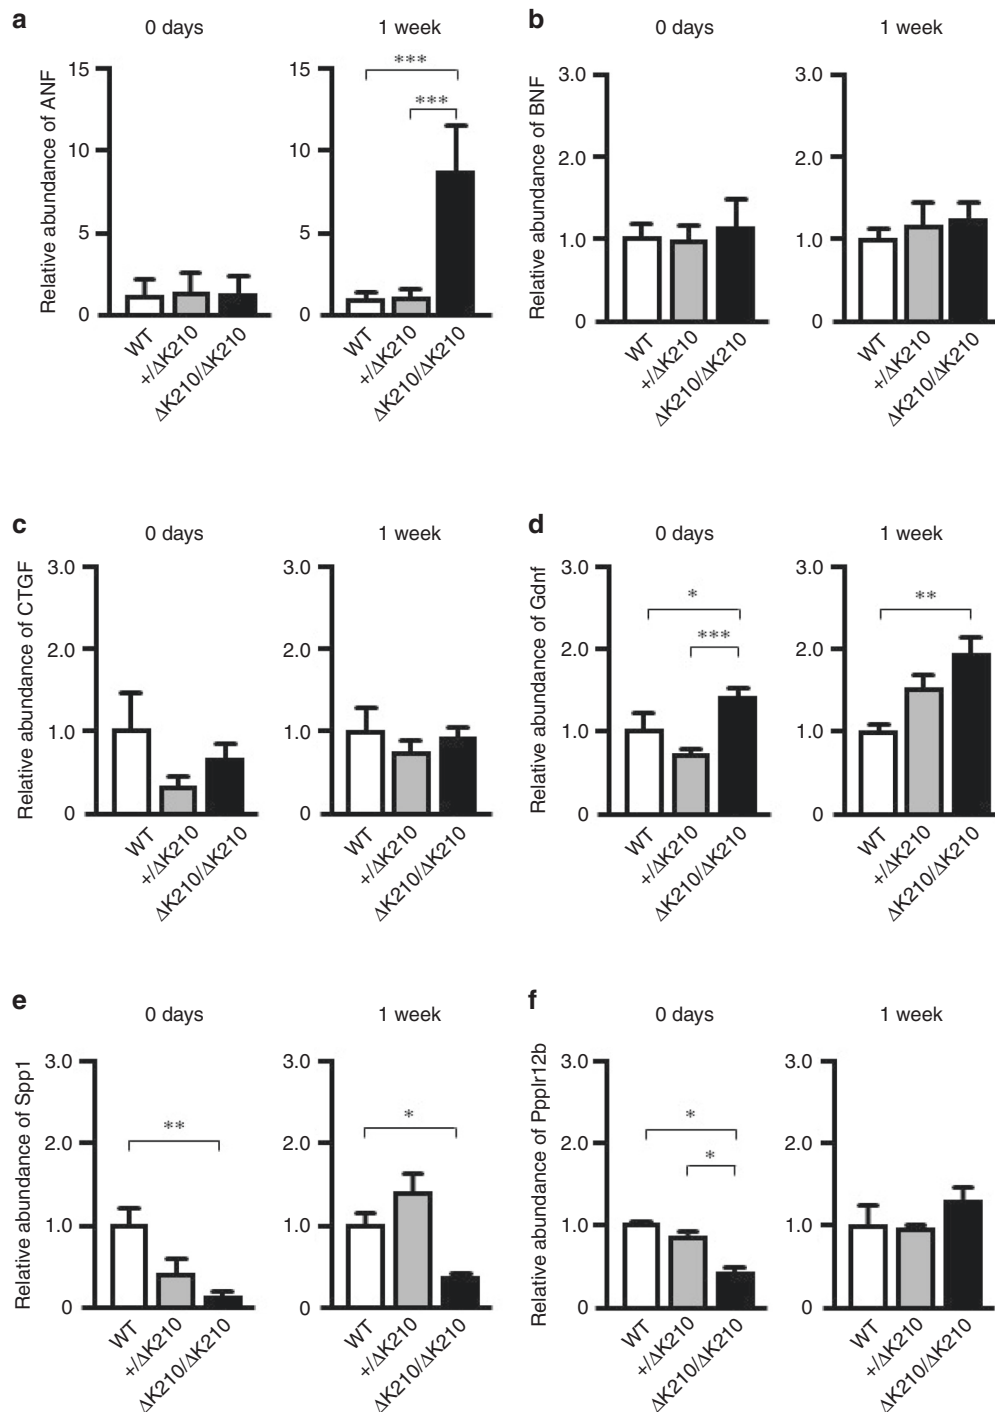 a
0 days
1 week
Relative abundance of ANF
15
10
5
0
WT
+/ΔK210
ΔK210/ΔK210
15
10
5
0
***
***
WT
+/ΔK210
ΔK210/ΔK210
b
0 days
1 week
Relative abundance of BNF
3.0
2.0
1.0
0
WT
+/ΔK210
ΔK210/ΔK210
3.0
2.0
1.0
0
WT
+/ΔK210
ΔK210/ΔK210
c
0 days
1 week
Relative abundance of CTGF
3.0
2.0
1.0
0
WT
+/ΔK210
ΔK210/ΔK210
3.0
2.0
1.0
0
WT
+/ΔK210
ΔK210/ΔK210
d
0 days
1 week
Relative abundance of Gdnf
3.0
2.0
1.0
0
*
***
WT
+/ΔK210
ΔK210/ΔK210
3.0
2.0
1.0
0
**
WT
+/ΔK210
ΔK210/ΔK210
e
0 days
1 week
Relative abundance of Spp1
3.0
2.0
1.0
0
**
WT
+/ΔK210
ΔK210/ΔK210
3.0
2.0
1.0
0
*
WT
+/ΔK210
ΔK210/ΔK210
f
0 days
1 week
Relative abundance of Ppplr12b
3.0
2.0
1.0
0
*
*
WT
+/ΔK210
ΔK210/ΔK210
3.0
2.0
1.0
0
WT
+/ΔK210
ΔK210/ΔK210